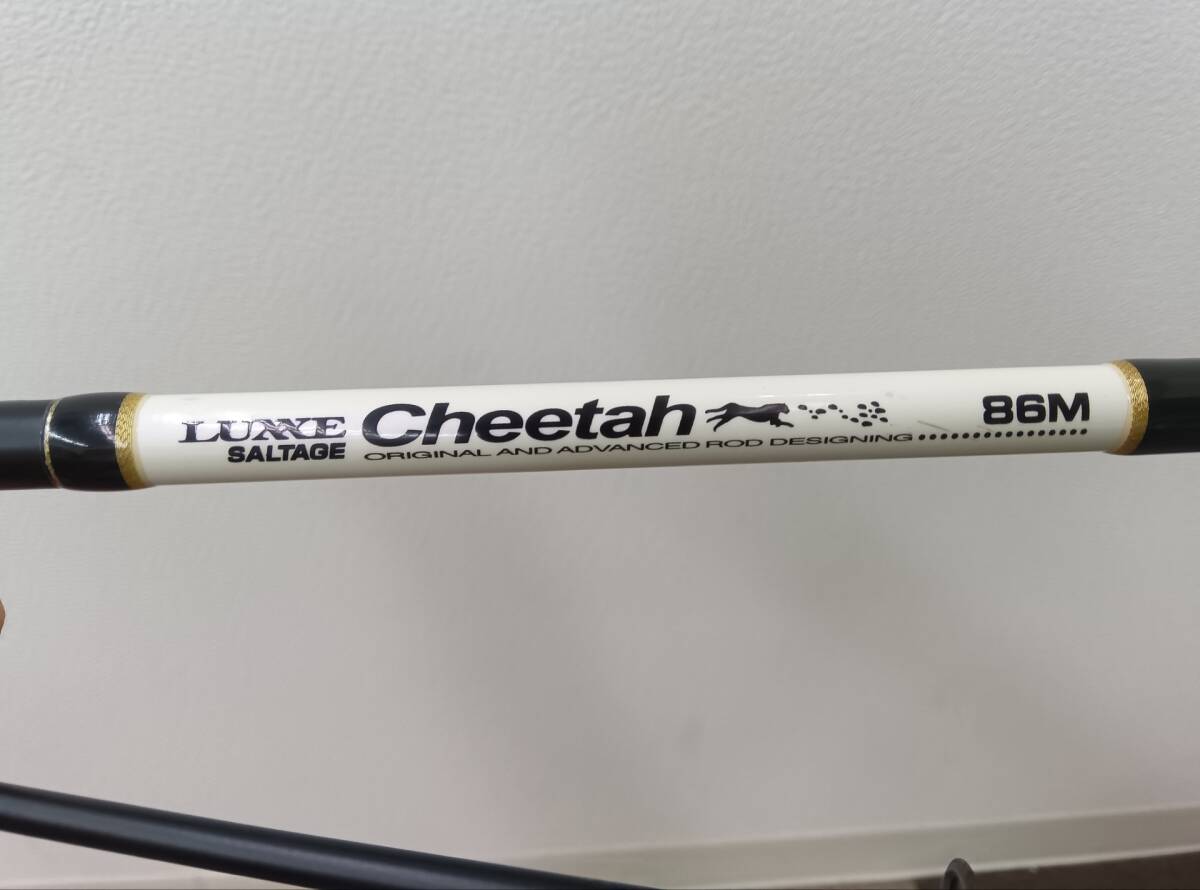 LUXXE
SALTAGE
Cheetah
ORIGINAL AND ADVANCED ROD DESIGNING
86M